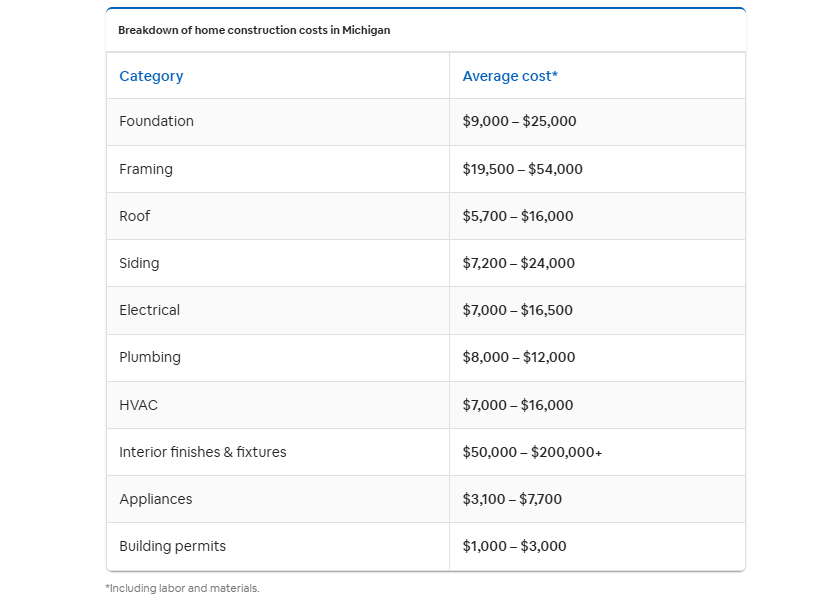 Breakdown of home construction costs in Michigan
Category Average cost*
Foundation $9,000 – $25,000
Framing $19,500 – $54,000
Roof $5,700 – $16,000
Siding $7,200 – $24,000
Electrical $7,000 – $16,500
Plumbing $8,000 – $12,000
HVAC $7,000 – $16,000
Interior finishes & fixtures $50,000 – $200,000+
Appliances $3,100 – $7,700
Building permits $1,000 – $3,000
*Including labor and materials.